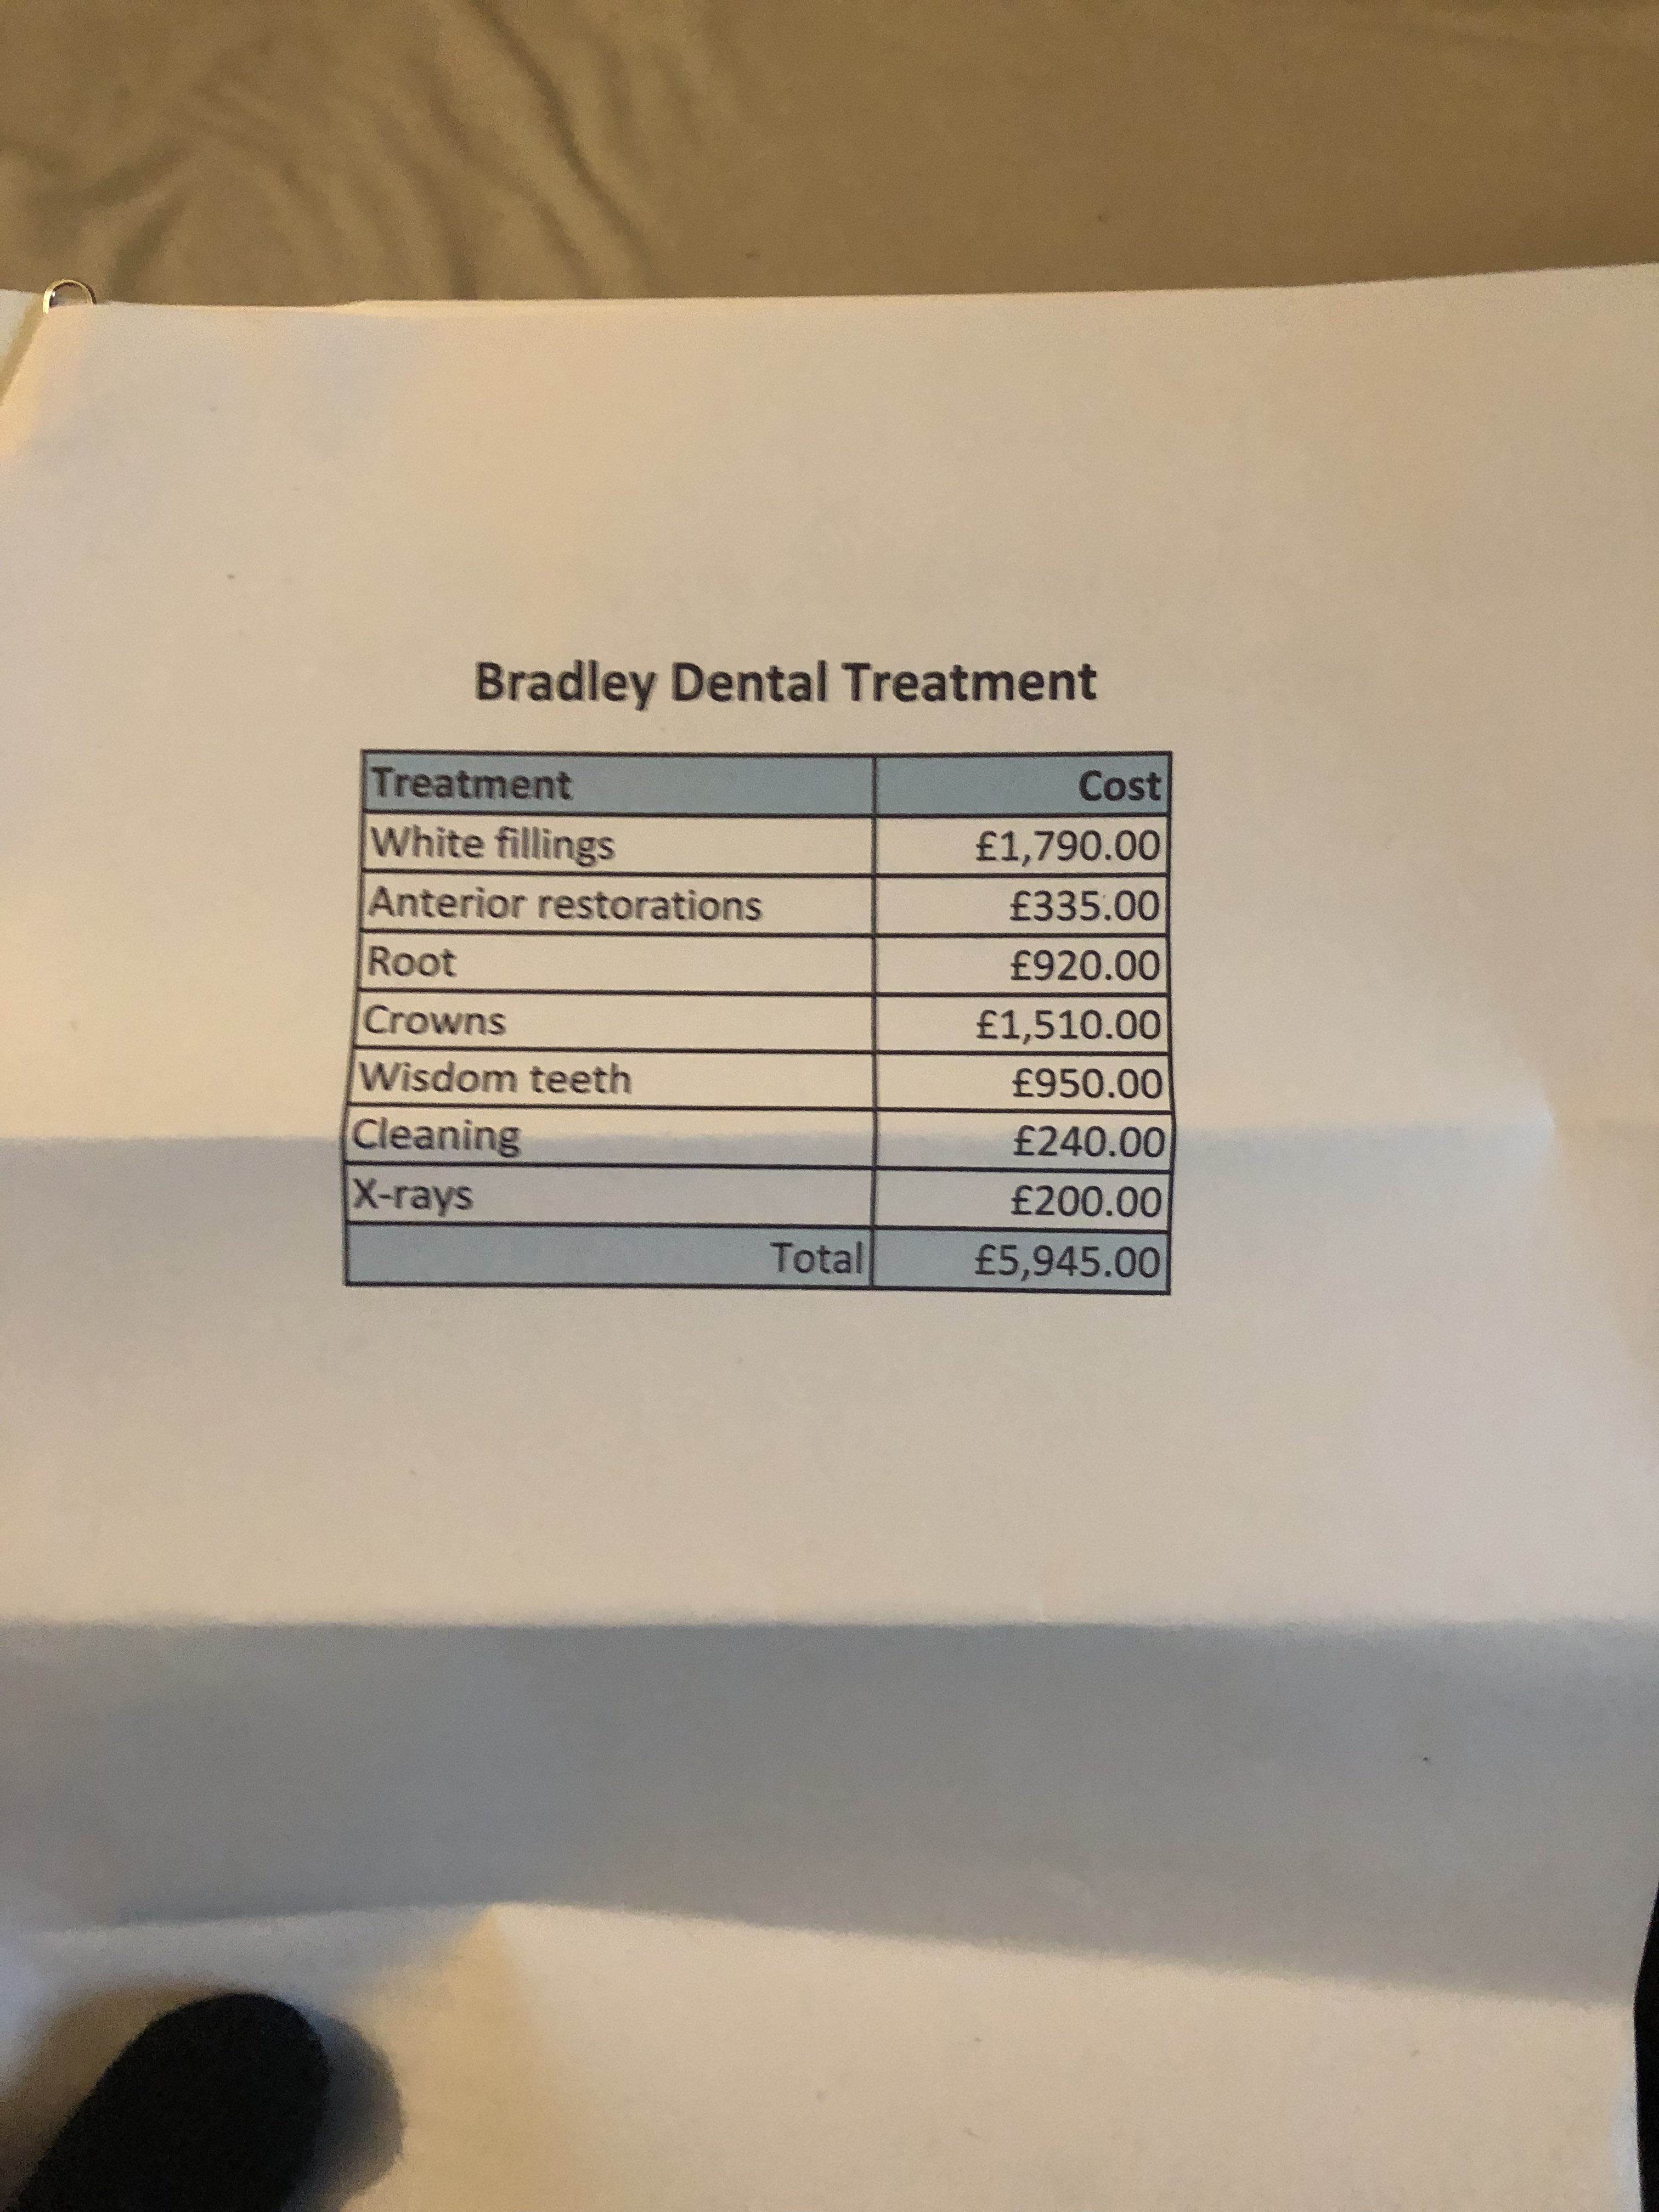 Bradley Dental Treatment
Treatment Cost
White fillings £1,790.00
Anterior restorations £335.00
Root £920.00
Crowns £1,510.00
Wisdom teeth £950.00
Cleaning £240.00
X-rays £200.00
Total £5,945.00